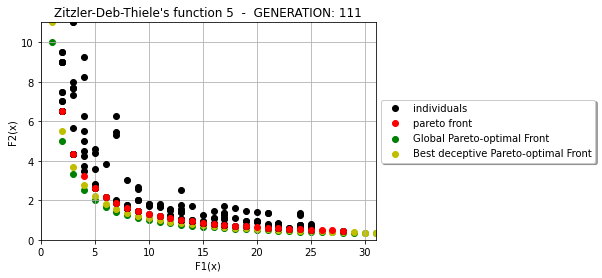 Zitzler-Deb-Thiele's function 5 - GENERATION: 111
F2(x)
10
8
6
4
2
0
0
5
10
15
20
25
30
F1(x)
individuals
pareto front
Global Pareto-optimal Front
Best deceptive Pareto-optimal Front